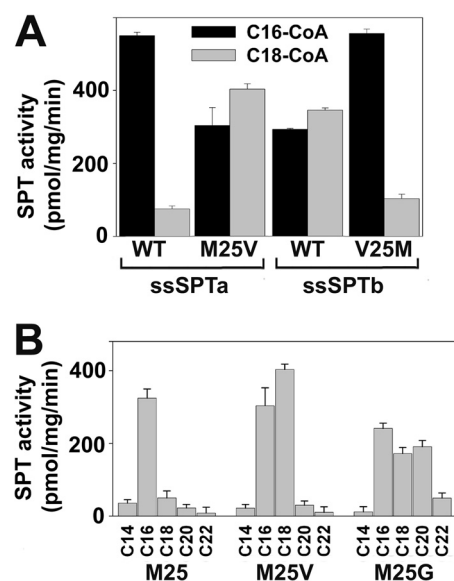 A
C16-CoA
C18-CoA
SPT activity
(pmol/mg/min)
400
200
0
WT M25V WT V25M
ssSPTa ssSPTb
B
SPT activity
(pmol/mg/min)
400
200
0
C14 C16 C18 C20 C22 C14 C16 C18 C20 C22 C14 C16 C18 C20 C22
M25 M25V M25G